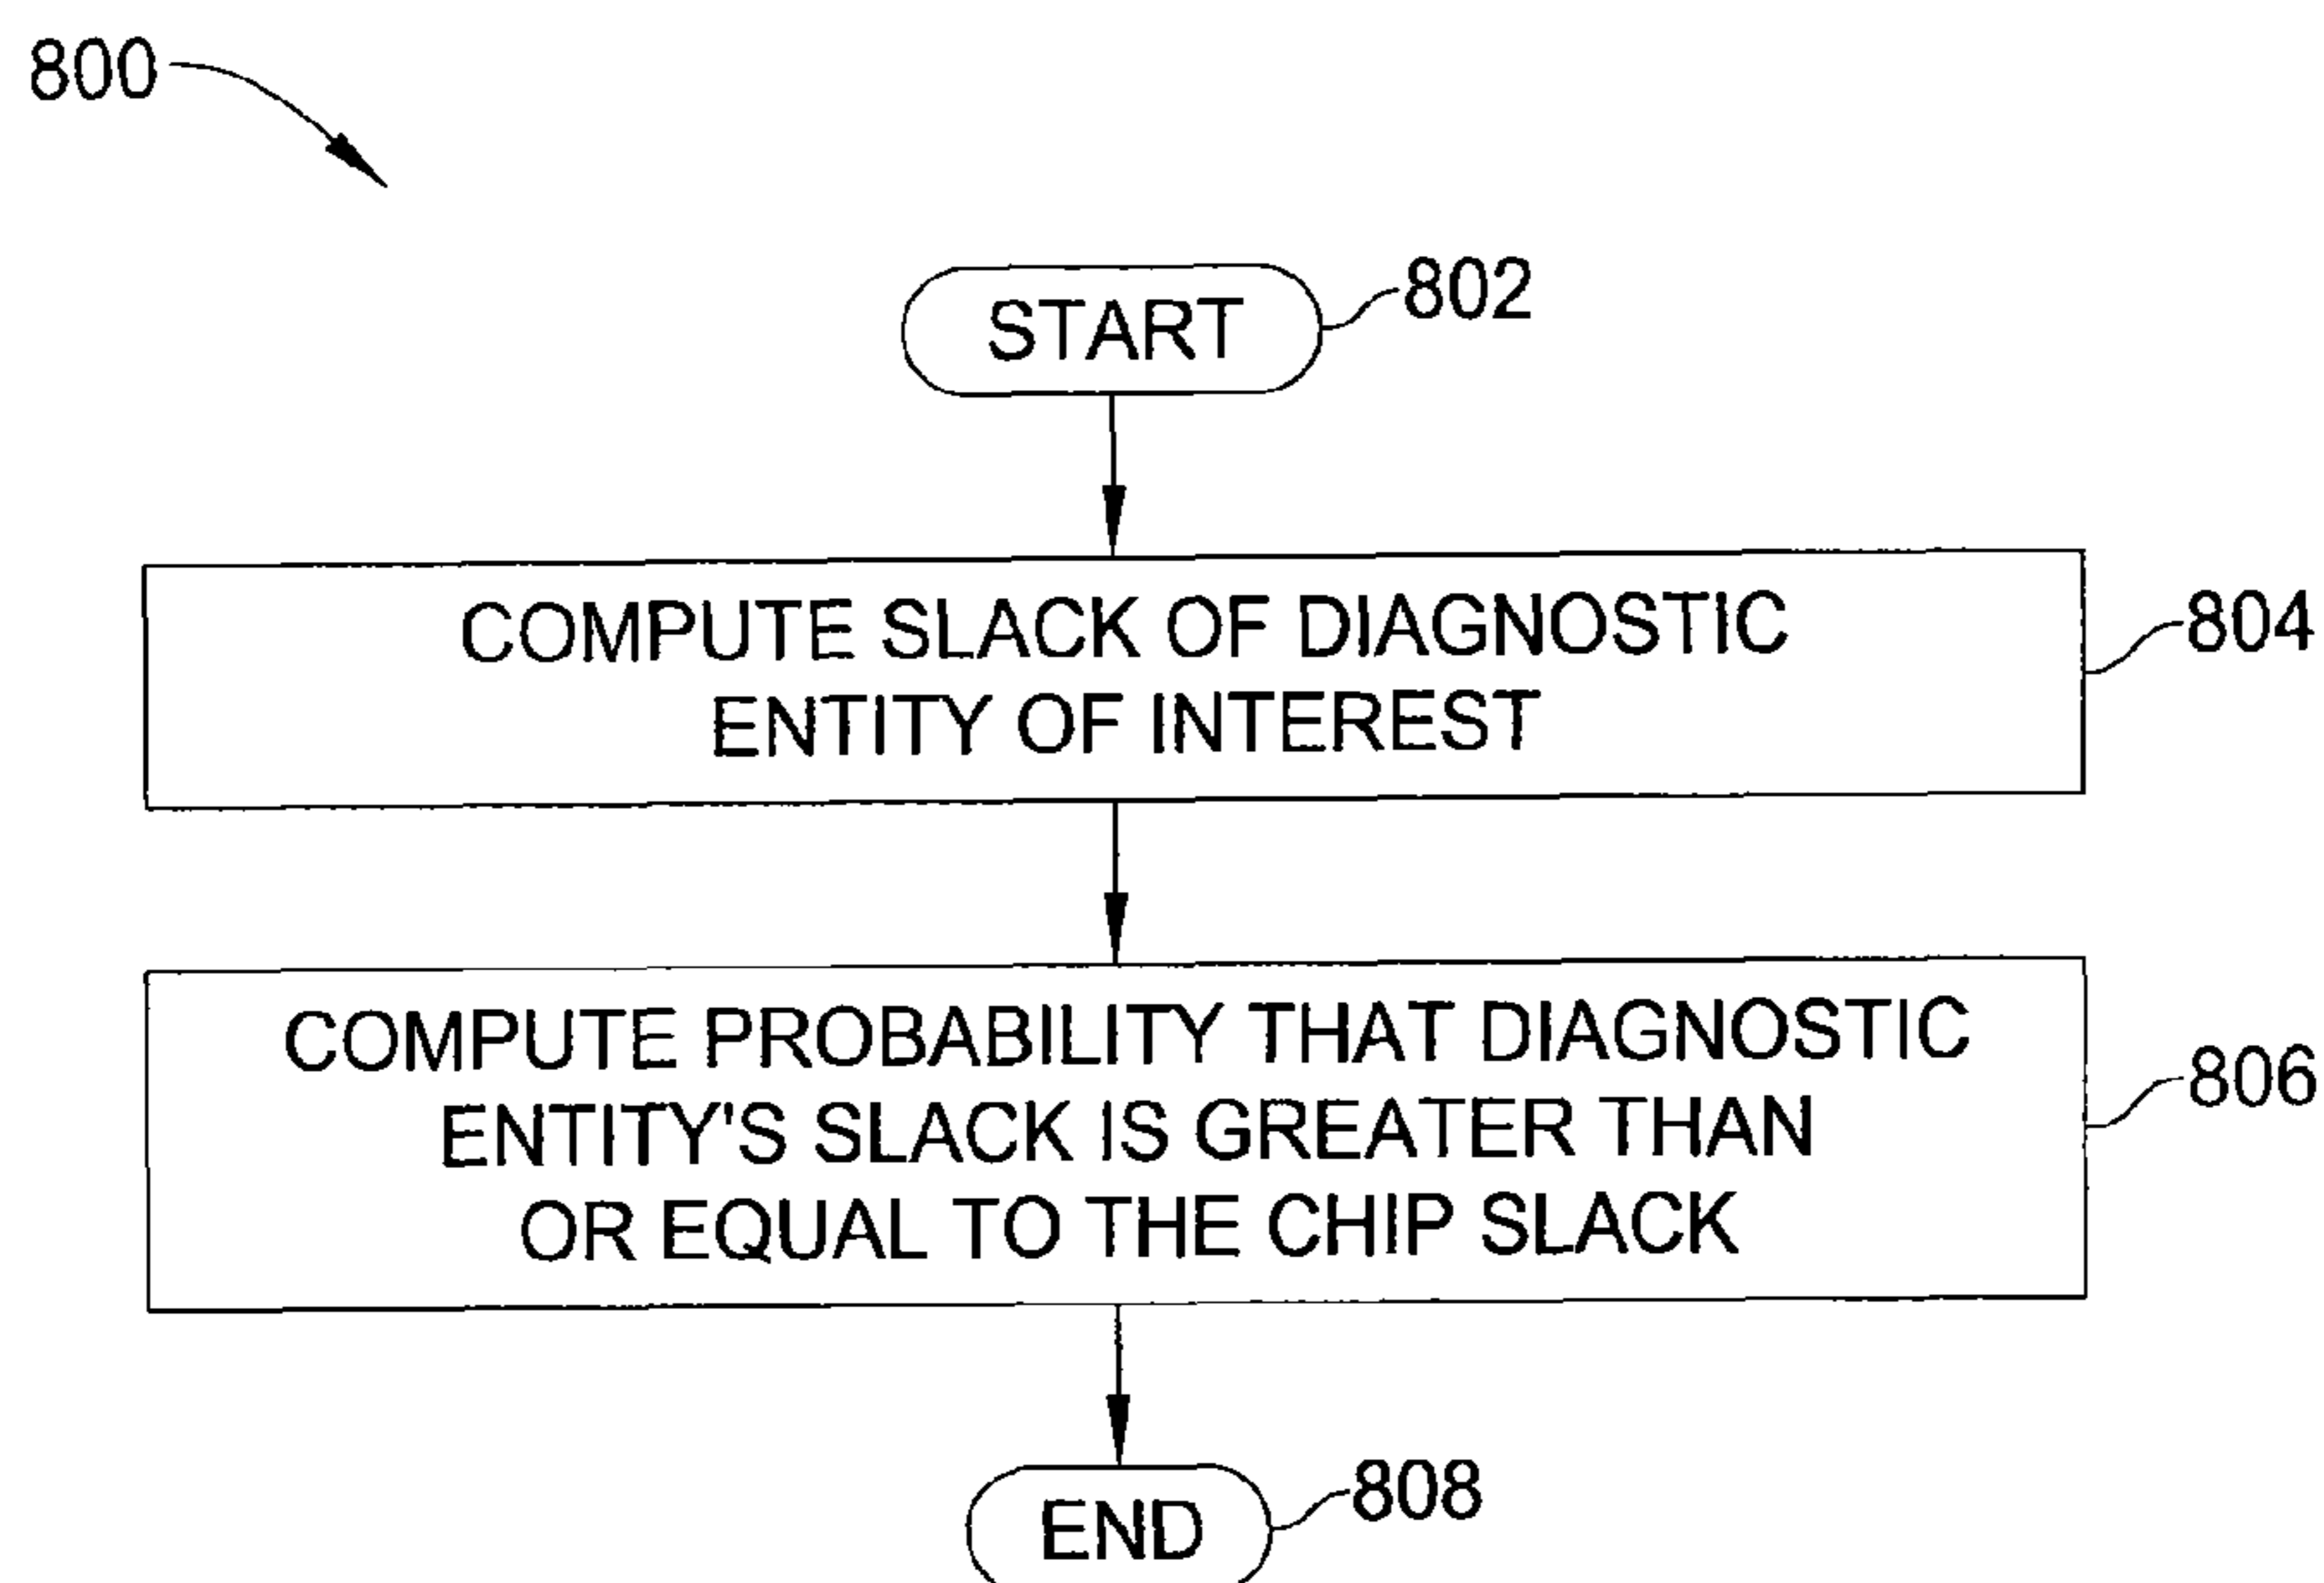 800
START
802
COMPUTE SLACK OF DIAGNOSTIC
ENTITY OF INTEREST
804
COMPUTE PROBABILITY THAT DIAGNOSTIC
ENTITY'S SLACK IS GREATER THAN
OR EQUAL TO THE CHIP SLACK
806
END
808